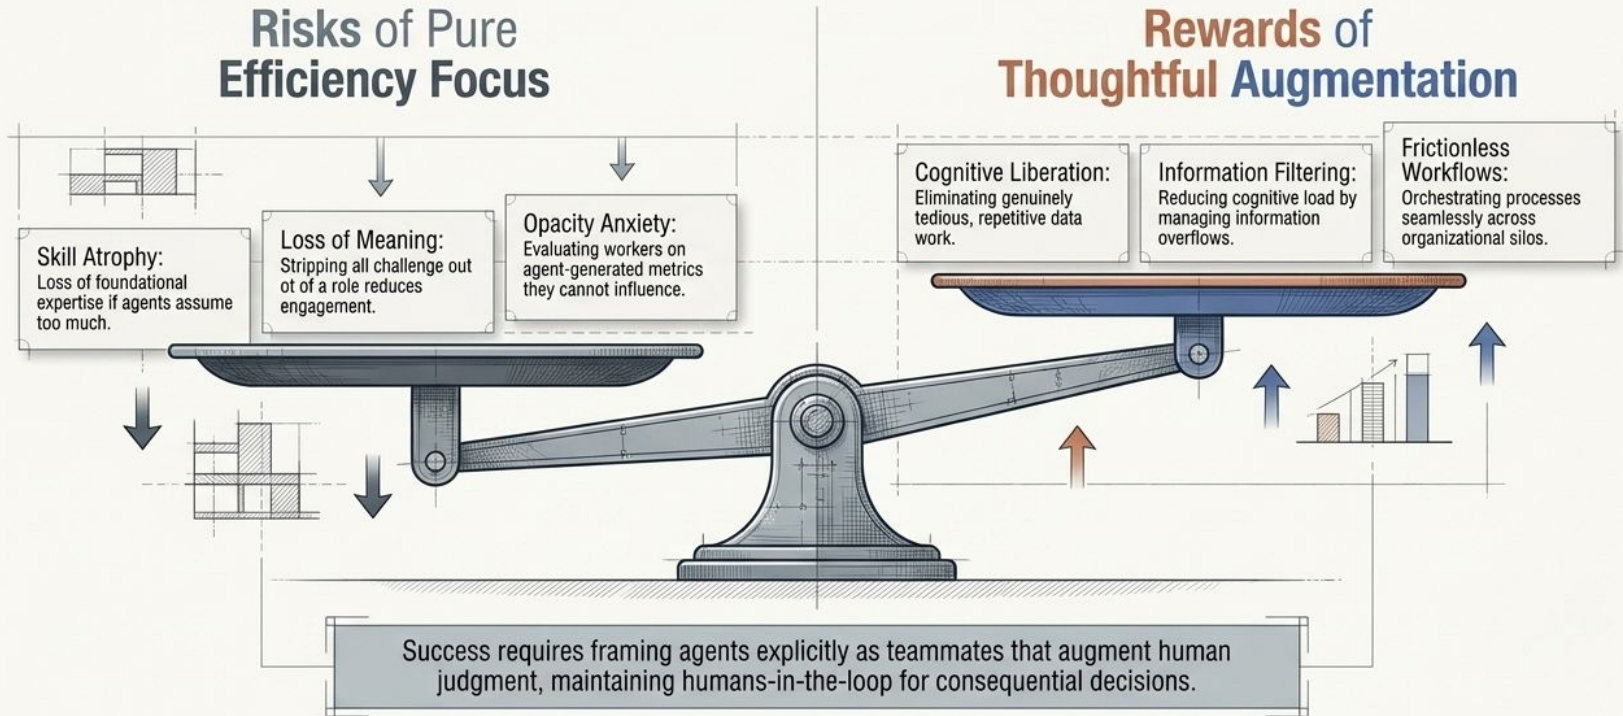 Risks of Pure
Efficiency Focus
Skill Atrophy:
Loss of foundational
expertise if agents assume
too much.
Loss of Meaning:
Stripping all challenge out
ot of a role reduces
engagement.
Opacity Anxiety:
Evaluating workers on
agent-generated metrics
they cannot influence.
Rewards of
Thoughtful Augmentation
Cognitive Liberation:
Eliminating genuinely
tedious, repetitive data
work.
Information Filtering:
Reducing cognitive load by
managing information
overflows.
Frictionless
Workflows:
Orchestrating processes
seamlessly across
organizational silos.
Success requires framing agents explicitly as teammates that augment human
judgment, maintaining humans-in-the-loop for consequential decisions.